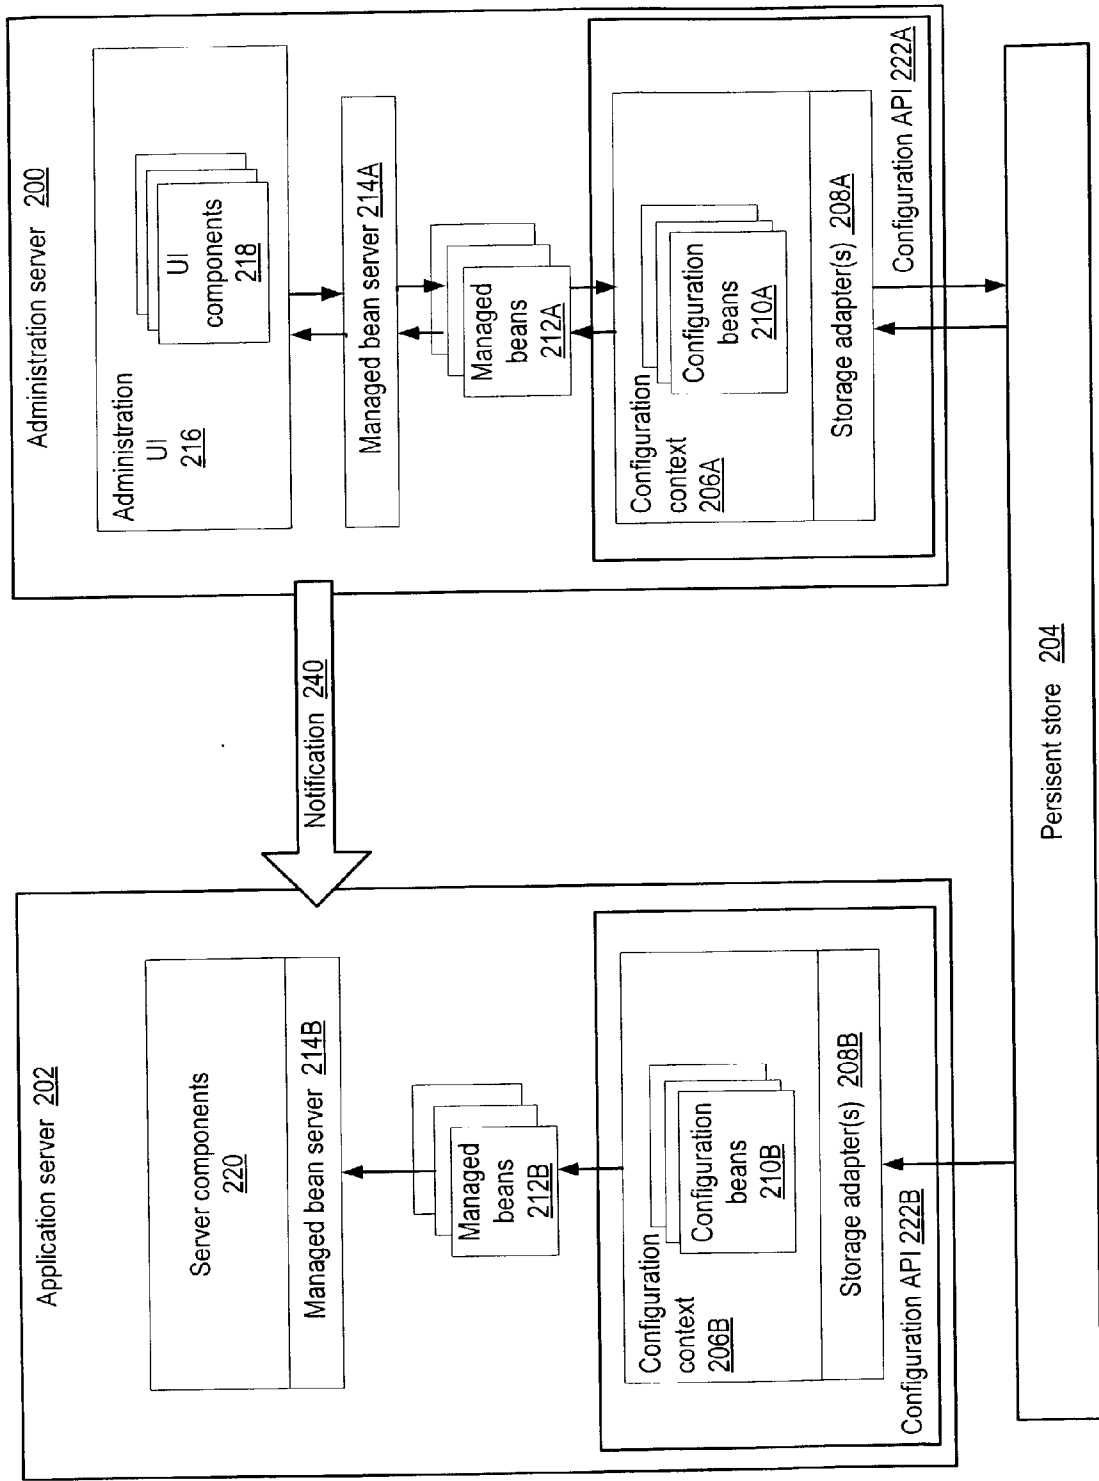 Application server 202
Server components
220
Managed bean server 214B
Managed
beans
212B
Configuration
context
206B
Configuration
beans
210B
Storage adapter(s) 208B
Configuration API 222B
Notification 240
Administration server 200
Administration
UI
216
UI
components
218
Managed bean server 214A
Managed
beans
212A
Configuration
context
206A
Configuration
beans
210A
Storage adapter(s) 208A
Configuration API 222A
Persisent store 204